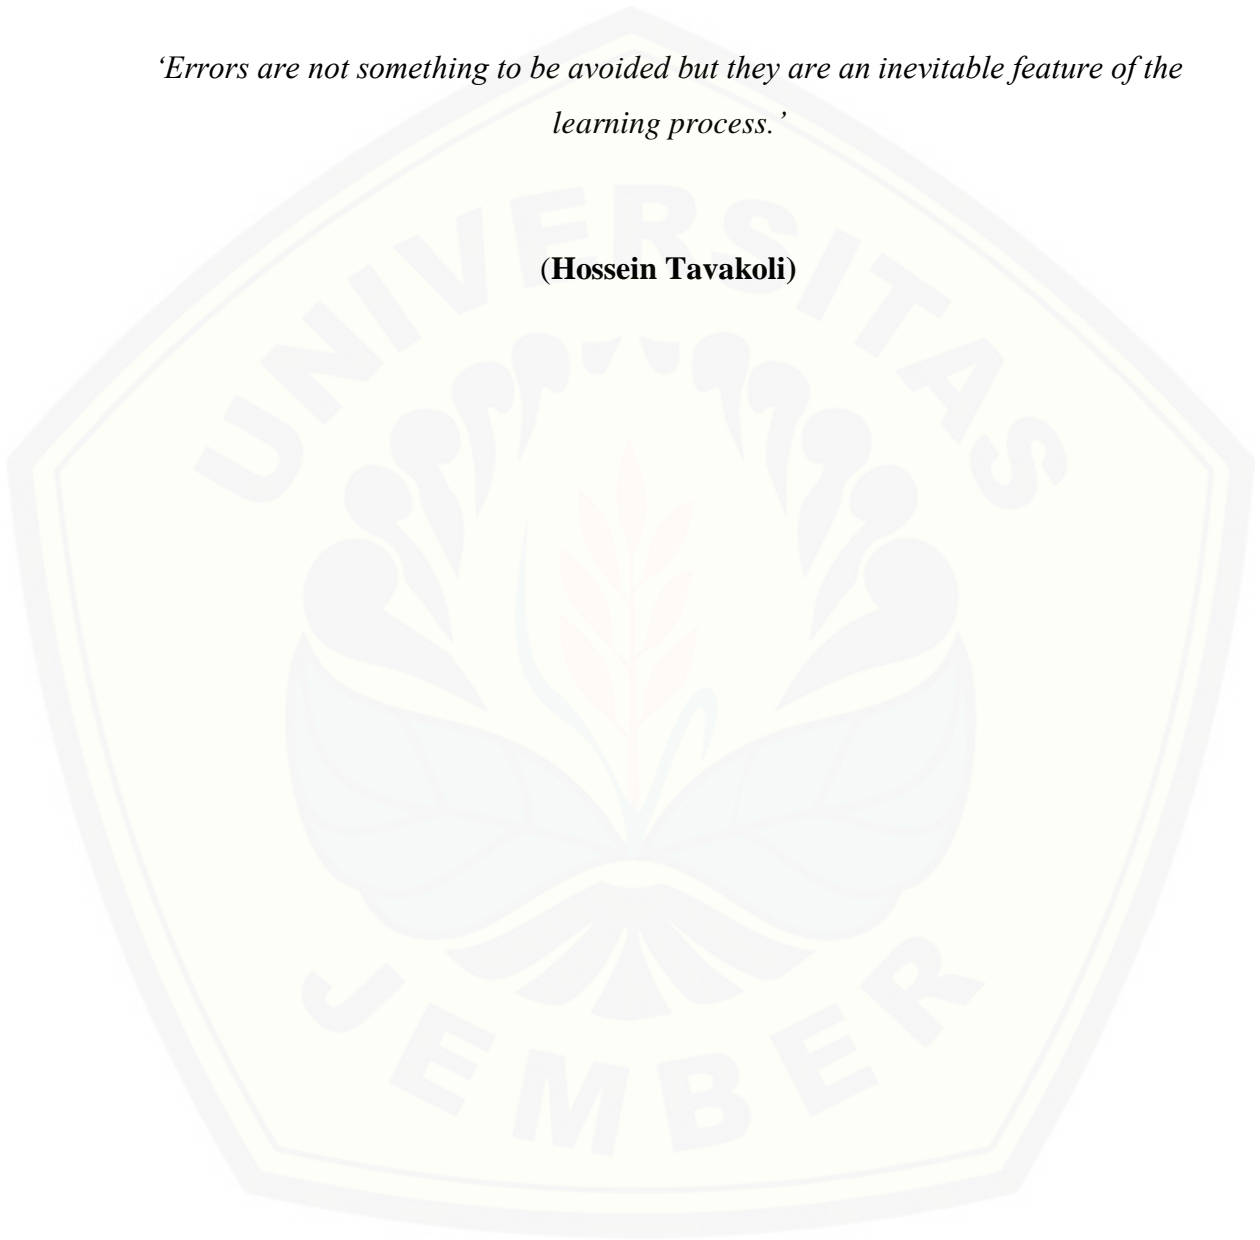 ‘Errors are not something to be avoided but they are an inevitable feature of the
learning process.’
(Hossein Tavakoli)
UNIVERSITAS
JEMBER